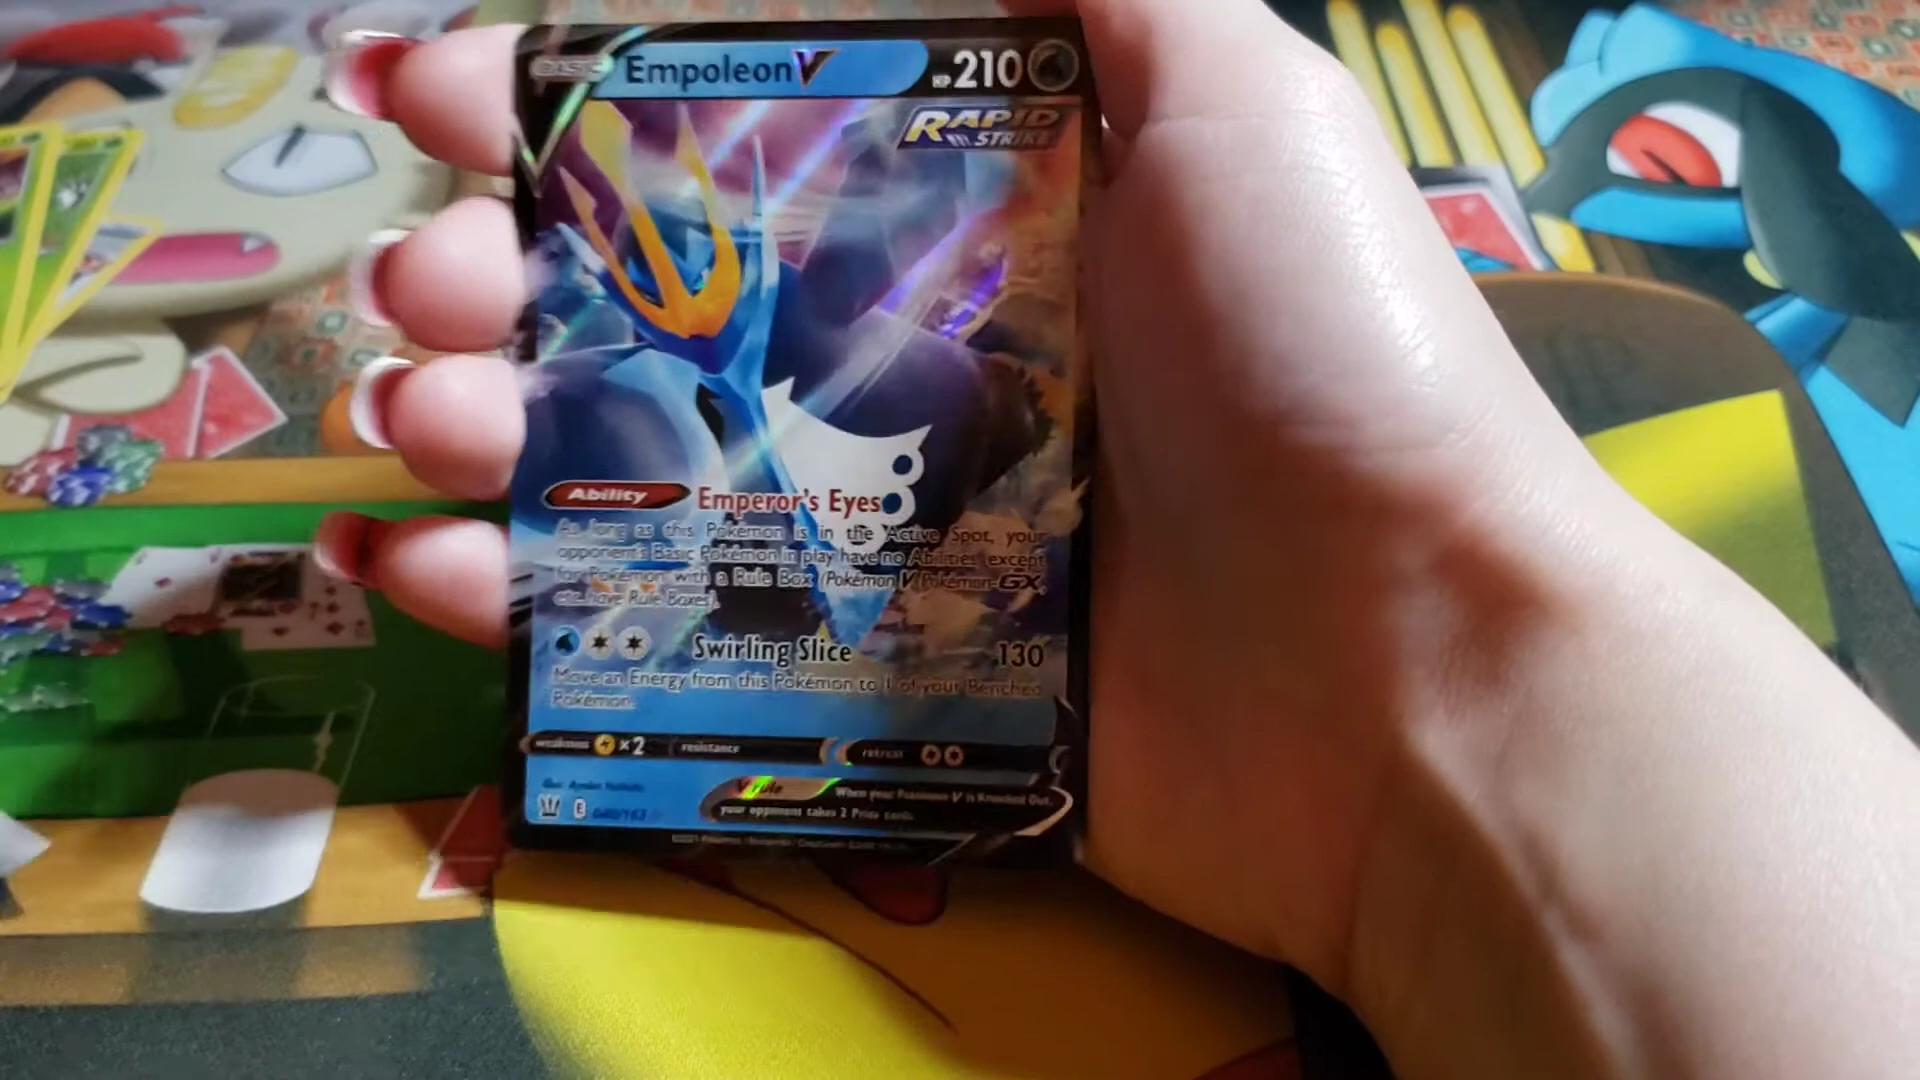 BASIC Empoleon V HP 210
RAPID
STRIKE
Ability Emperor's Eyes
As long as this Pokémon is in the Active Spot, your
opponent's Basic Pokémon in play have no Abilities, except
for Pokémon with a Rule Box (Pokémon V, Pokémon-GX,
etc. have Rule Boxes).
Swirling Slice 130
Move an Energy from this Pokémon to 1 of your Benched
Pokémon.
weakness ×2 resistance retreat
V rule When your Pokémon V is Knocked Out,
your opponent takes 2 Prize cards.
E 040/163